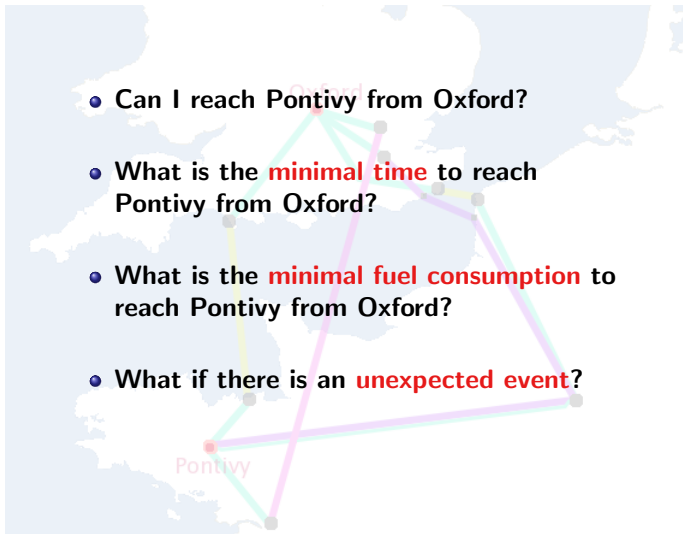 Oxford
Can I reach Pontivy from Oxford?
What is the minimal time to reach
Pontivy from Oxford?
What is the minimal fuel consumption to
reach Pontivy from Oxford?
What if there is an unexpected event?
Pontivy